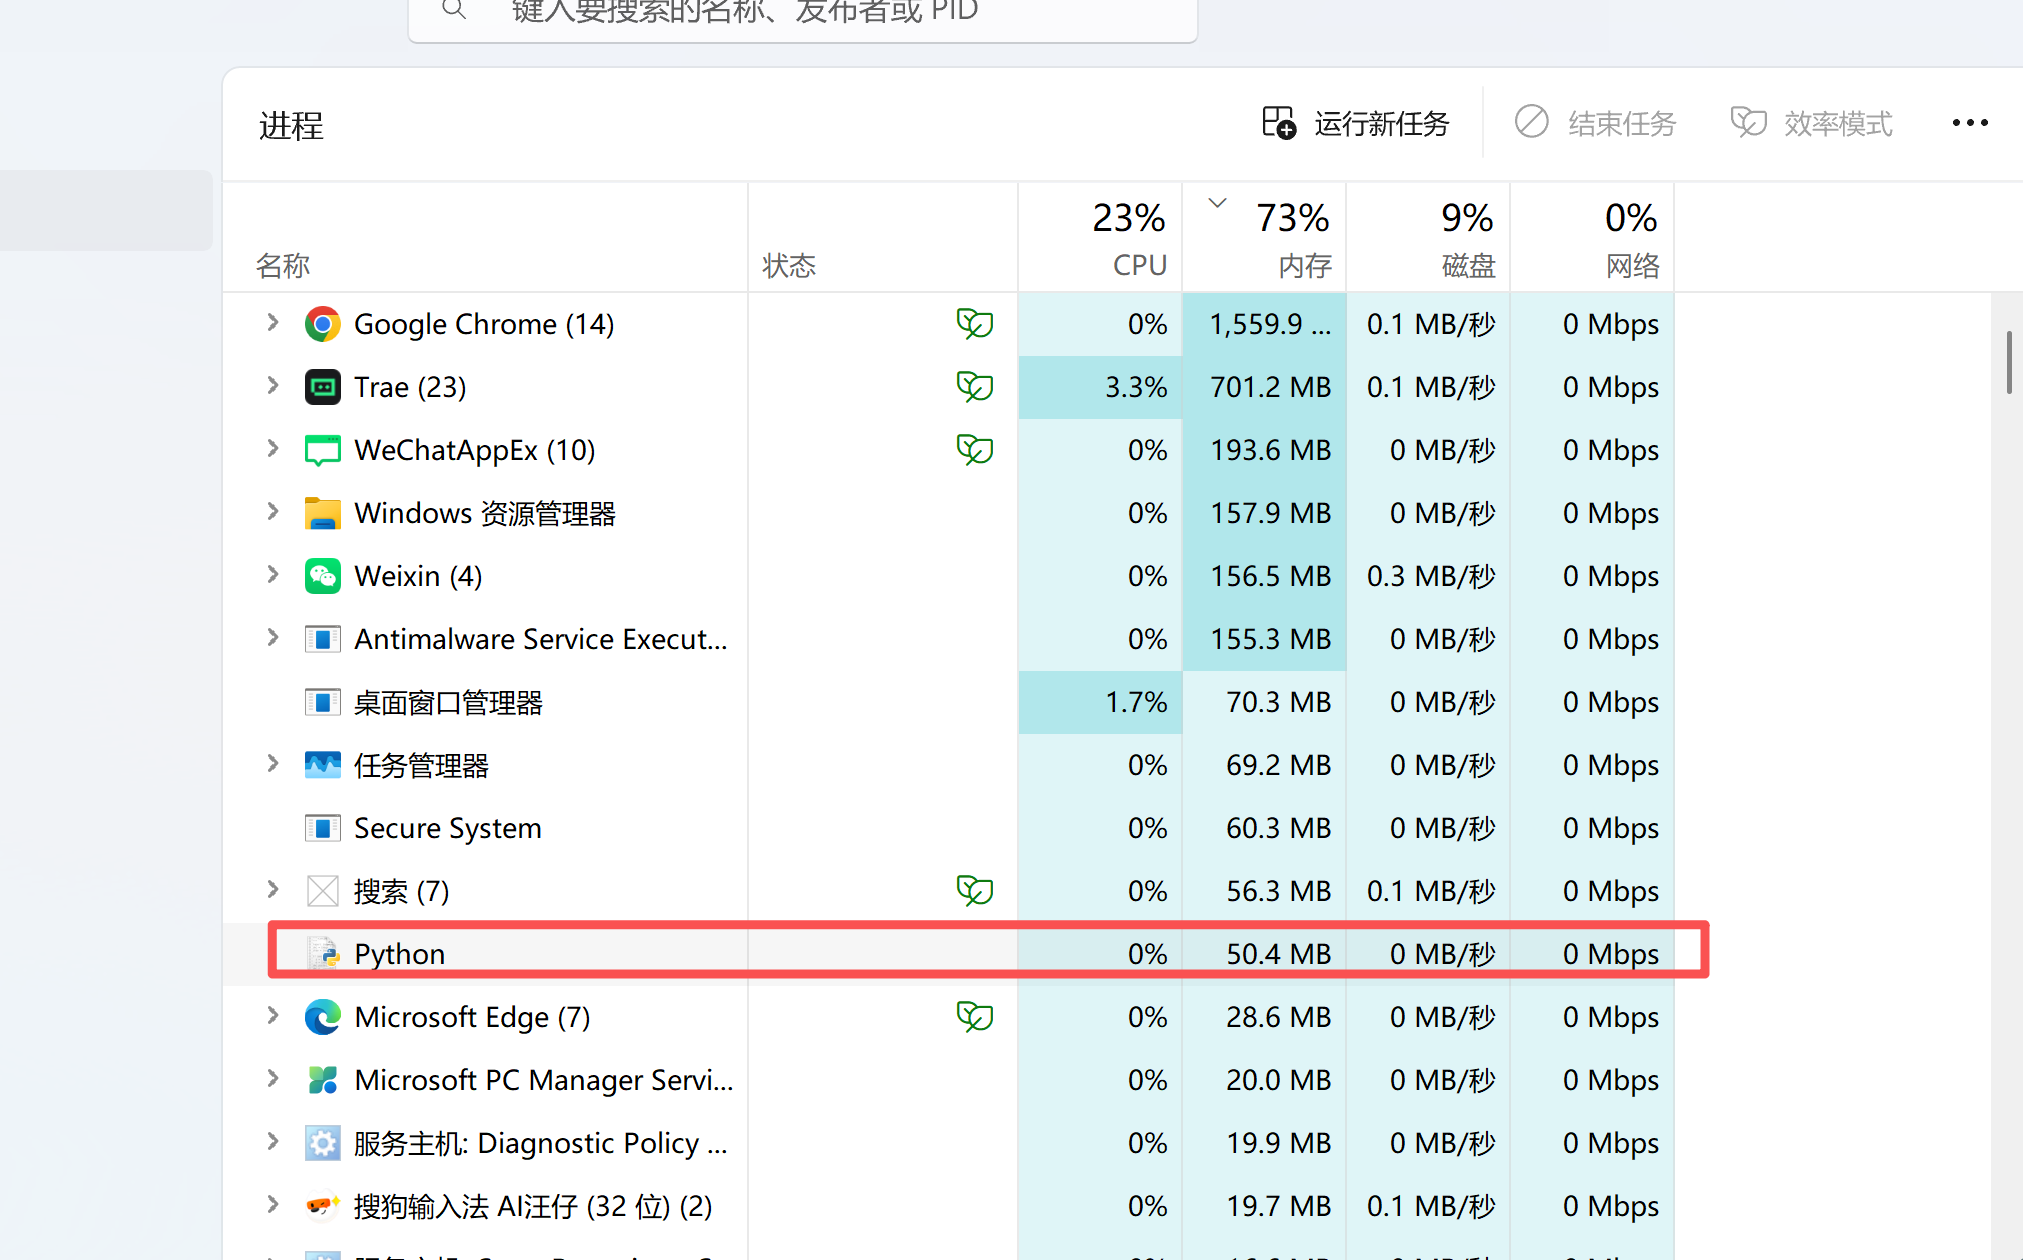 键入要搜索的名称、发布者或 PID
进程
运行新任务
结束任务
效率模式
23% 73% 9% 0%
名称 状态 CPU 内存 磁盘 网络
Google Chrome (14) 0% 1,559.9 ... 0.1 MB/秒 0 Mbps
Trae (23) 3.3% 701.2 MB 0.1 MB/秒 0 Mbps
WeChatAppEx (10) 0% 193.6 MB 0 MB/秒 0 Mbps
Windows 资源管理器 0% 157.9 MB 0 MB/秒 0 Mbps
Weixin (4) 0% 156.5 MB 0.3 MB/秒 0 Mbps
Antimalware Service Execut... 0% 155.3 MB 0 MB/秒 0 Mbps
桌面窗口管理器 1.7% 70.3 MB 0 MB/秒 0 Mbps
任务管理器 0% 69.2 MB 0 MB/秒 0 Mbps
Secure System 0% 60.3 MB 0 MB/秒 0 Mbps
搜索 (7) 0% 56.3 MB 0.1 MB/秒 0 Mbps
Python 0% 50.4 MB 0 MB/秒 0 Mbps
Microsoft Edge (7) 0% 28.6 MB 0 MB/秒 0 Mbps
Microsoft PC Manager Servi... 0% 20.0 MB 0 MB/秒 0 Mbps
服务主机: Diagnostic Policy ... 0% 19.9 MB 0 MB/秒 0 Mbps
搜狗输入法 AI汪仔 (32 位) (2) 0% 19.7 MB 0.1 MB/秒 0 Mbps